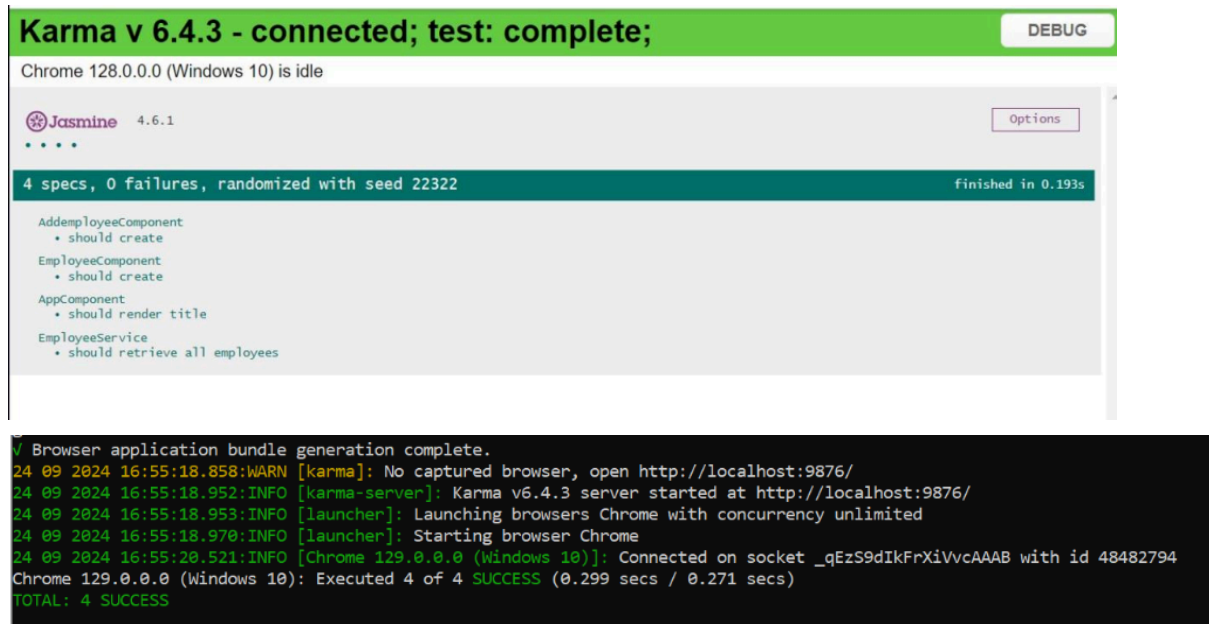 Karma v 6.4.3 - connected; test: complete;
DEBUG
Chrome 128.0.0.0 (Windows 10) is idle
Jasmine 4.6.1
Options
• • • •
4 specs, 0 failures, randomized with seed 22322
finished in 0.193s
AddemployeeComponent
• should create
EmployeeComponent
• should create
AppComponent
• should render title
EmployeeService
• should retrieve all employees
√ Browser application bundle generation complete.
24 09 2024 16:55:18.858:WARN [karma]: No captured browser, open http://localhost:9876/
24 09 2024 16:55:18.952:INFO [karma-server]: Karma v6.4.3 server started at http://localhost:9876/
24 09 2024 16:55:18.953:INFO [launcher]: Launching browsers Chrome with concurrency unlimited
24 09 2024 16:55:18.970:INFO [launcher]: Starting browser Chrome
24 09 2024 16:55:20.521:INFO [Chrome 129.0.0.0 (Windows 10)]: Connected on socket _qEzS9dIkFrXiVvcAAAB with id 48482794
Chrome 129.0.0.0 (Windows 10): Executed 4 of 4 SUCCESS (0.299 secs / 0.271 secs)
TOTAL: 4 SUCCESS